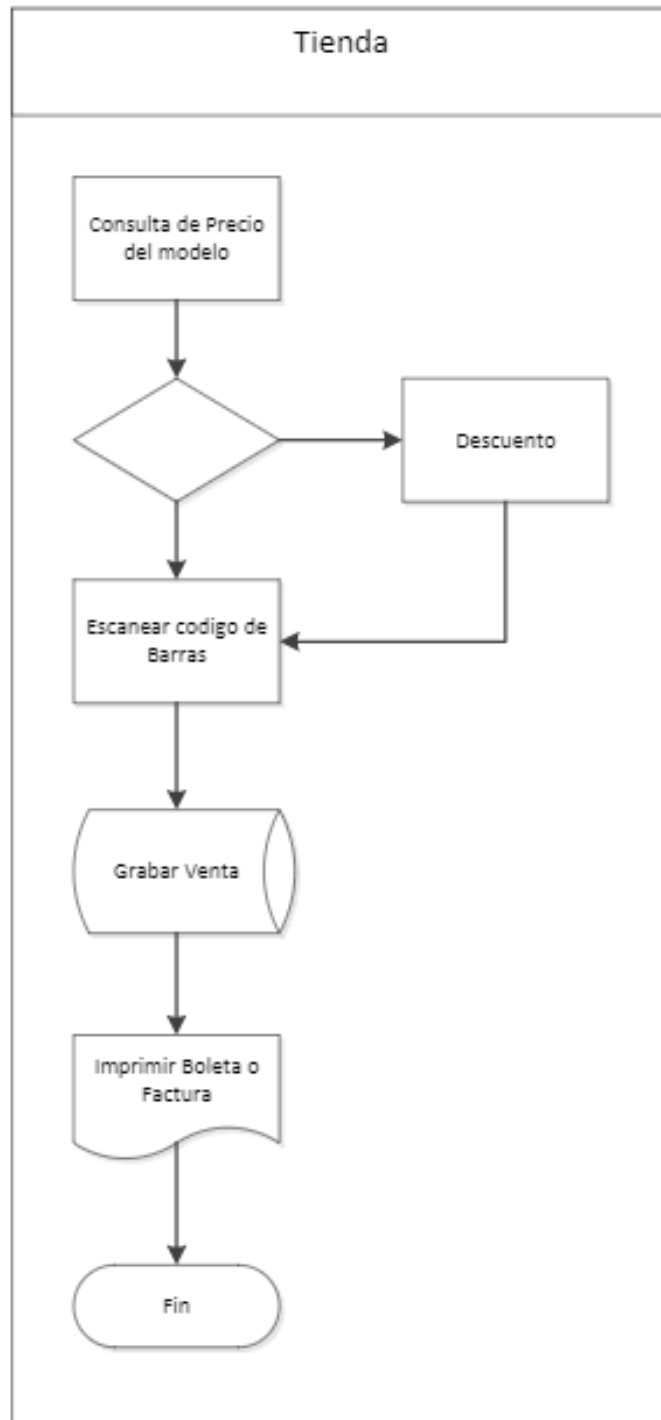 Tienda
Consulta de Precio
del modelo
Descuento
Escanear codigo de
Barras
Grabar Venta
Imprimir Boleta o
Factura
Fin